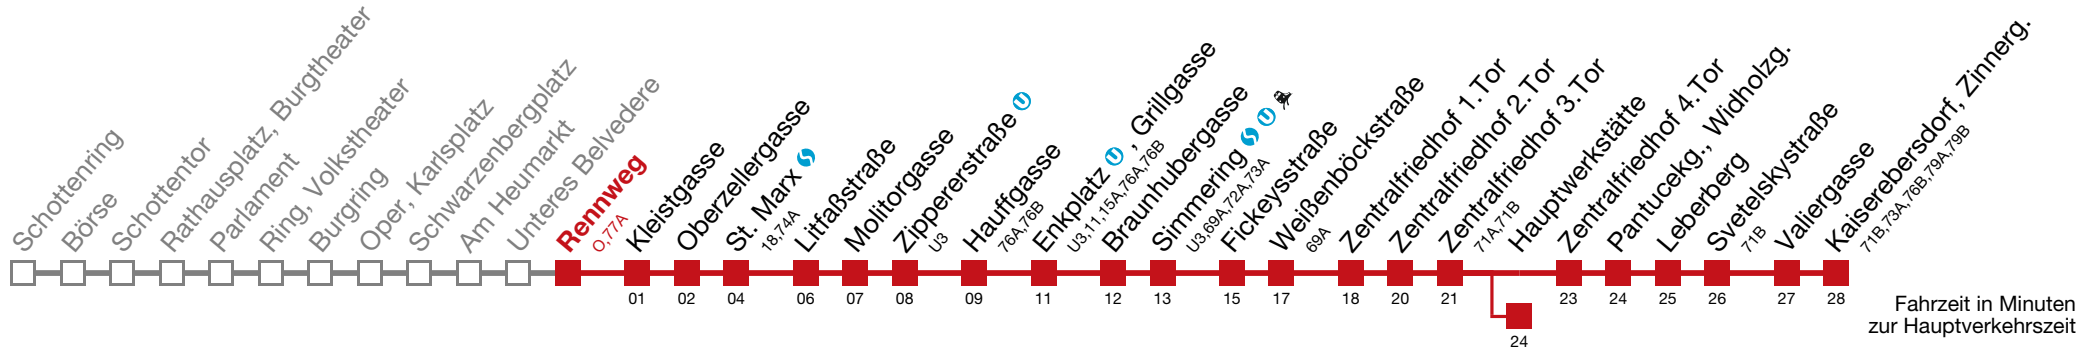 Schottenring
Börse
Schottentor
Rathausplatz, Burgtheater
Parlament
Ring, Volkstheater
Burgring
Oper, Karlsplatz
Schwarzenbergplatz
Am Heumarkt
Unteres Belvedere
Rennweg
O,77A
Kleistgasse
01
Oberzellergasse
02
St. Marx
18,74A
04
Litfaßstraße
06
Molitorgasse
07
Zippererstraße U
U3
08
Hauffgasse
76A,76B
09
Enkplatz U , Grillgasse
U3,11,15A,76A,76B
11
Braunhubergasse
12
Simmering S U
U3,69A,72A,73A
13
Fickeysstraße
15
Weißenböckstraße
69A
17
Zentralfriedhof 1.Tor
18
Zentralfriedhof 2.Tor
20
Zentralfriedhof 3.Tor
71A,71B
21
Hauptwerkstätte
24
Zentralfriedhof 4.Tor
23
Pantucekg., Widholzg.
24
Leberberg
25
Svetelskystraße
71B
26
Valiergasse
27
Kaiserebersdorf, Zinnerg.
71B,73A,76B,79A,79B
28
Fahrzeit in Minuten
zur Hauptverkehrszeit